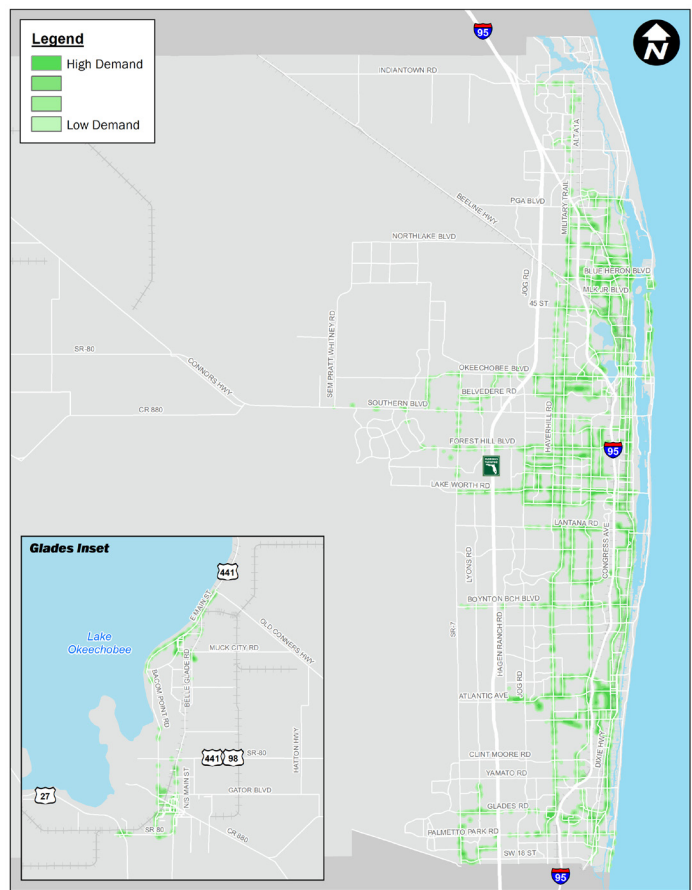 Legend
High Demand
Low Demand
95
N
INDIANTOWN RD
ALT A1A
BEELINE HWY
PGA BLVD
MILITARY TRAIL
NORTHLAKE BLVD
JOG RD
BLUE HERON BLVD
MLK JR BLVD
45 ST
SEM PRATT-WHITNEY RD
SR-80
CONNORS HWY
OKEECHOBEE BLVD
BELVEDERE RD
SOUTHERN BLVD
CR 880
HAVERHILL RD
FOREST HILL BLVD
95
LAKE WORTH RD
LANTANA RD
CONGRESS AVE
LYONS RD
BOYNTON BCH BLVD
SR-7
HAGEN RANCH RD
JOG RD
ATLANTIC AVE
DIXIE HWY
CLINT MOORE RD
YAMATO RD
GLADES RD
PALMETTO PARK RD
SW 18 ST
95
Glades Inset
441
E MAIN ST
OLD CONNERS HWY
Lake
Okeechobee
MUCK CITY RD
BELLE GLADE RD
BACOM POINT RD
HATTON HWY
441 98
SR-80
N/S MAIN ST
27
GATOR BLVD
SR 80
CR 880